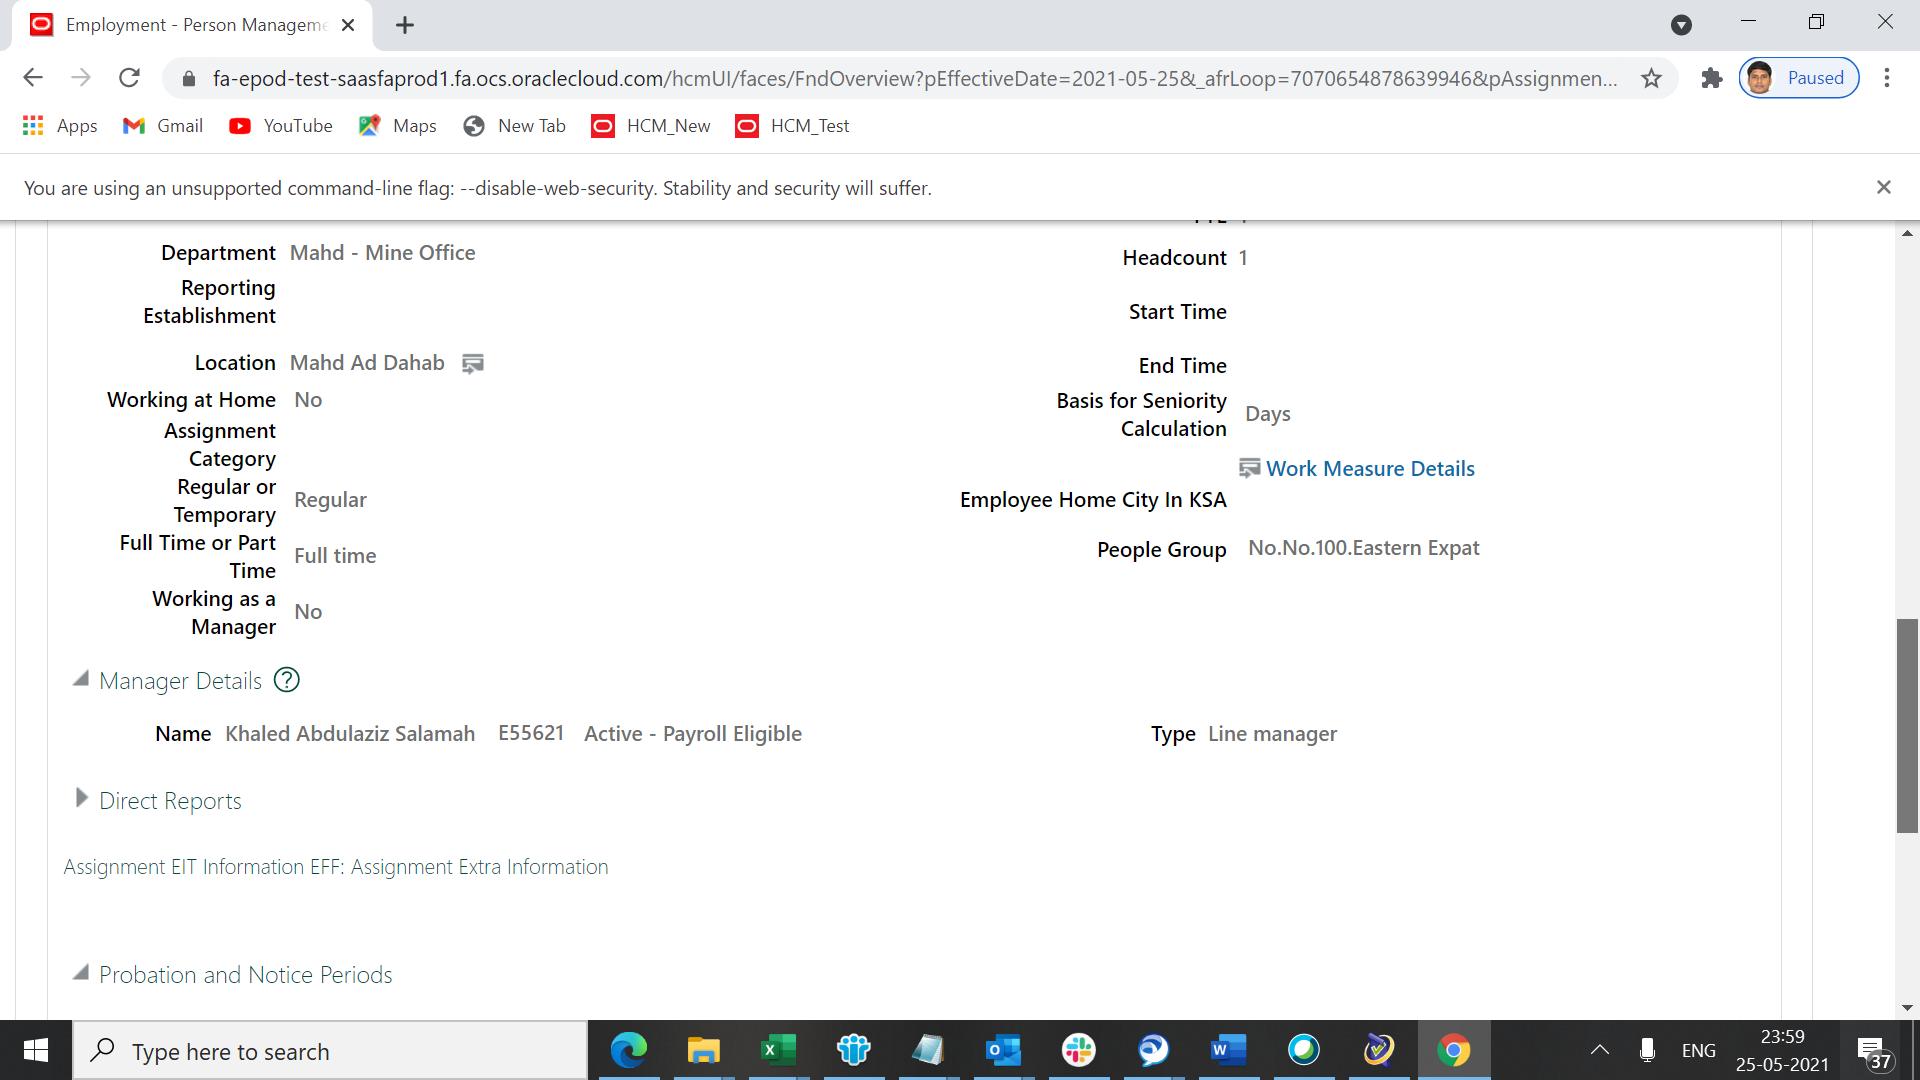 Employment - Person Manageme
fa-epod-test-saasfaprod1.fa.ocs.oraclecloud.com/hcmUI/faces/FndOverview?pEffectiveDate=2021-05-25&_afrLoop=7070654878639946&pAssignmen...
Paused
Apps
Gmail
YouTube
Maps
New Tab
HCM_New
HCM_Test
You are using an unsupported command-line flag: --disable-web-security. Stability and security will suffer.
Department Mahd - Mine Office
Reporting
Establishment
Location Mahd Ad Dahab
Working at Home No
Assignment
Category
Regular or
Temporary
Regular
Full Time or Part
Time
Full time
Working as a
Manager
No
Headcount 1
Start Time
End Time
Basis for Seniority
Calculation
Days
Work Measure Details
Employee Home City In KSA
People Group No.No.100.Eastern Expat
Manager Details ?
Name Khaled Abdulaziz Salamah E55621 Active - Payroll Eligible
Type Line manager
Direct Reports
Assignment EIT Information EFF: Assignment Extra Information
Probation and Notice Periods
Type here to search
ENG
23:59
25-05-2021
37